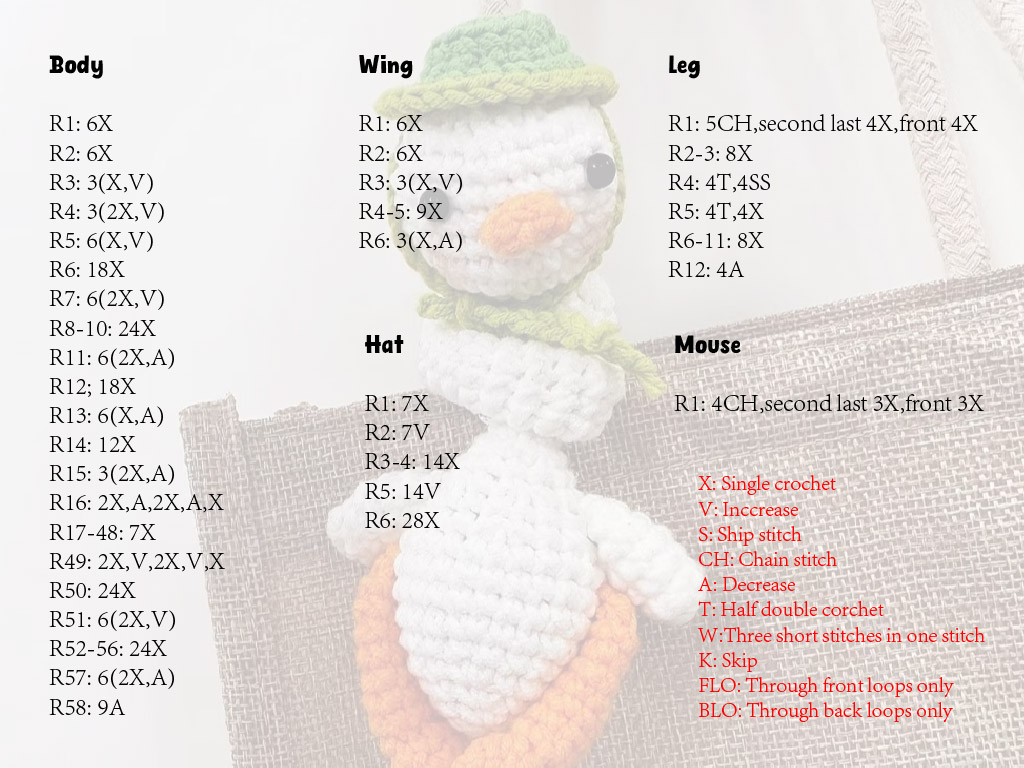 Body
R1: 6X
R2: 6X
R3: 3(X,V)
R4: 3(2X,V)
R5: 6(X,V)
R6: 18X
R7: 6(2X,V)
R8-10: 24X
R11: 6(2X,A)
R12; 18X
R13: 6(X,A)
R14: 12X
R15: 3(2X,A)
R16: 2X,A,2X,A,X
R17-48: 7X
R49: 2X,V,2X,V,X
R50: 24X
R51: 6(2X,V)
R52-56: 24X
R57: 6(2X,A)
R58: 9A
Wing
R1: 6X
R2: 6X
R3: 3(X,V)
R4-5: 9X
R6: 3(X,A)
Hat
R1: 7X
R2: 7V
R3-4: 14X
R5: 14V
R6: 28X
Leg
R1: 5CH,second last 4X,front 4X
R2-3: 8X
R4: 4T,4SS
R5: 4T,4X
R6-11: 8X
R12: 4A
Mouse
R1: 4CH,second last 3X,front 3X
X: Single crochet
V: Inccrease
S: Ship stitch
CH: Chain stitch
A: Decrease
T: Half double corchet
W:Three short stitches in one stitch
K: Skip
FLO: Through front loops only
BLO: Through back loops only